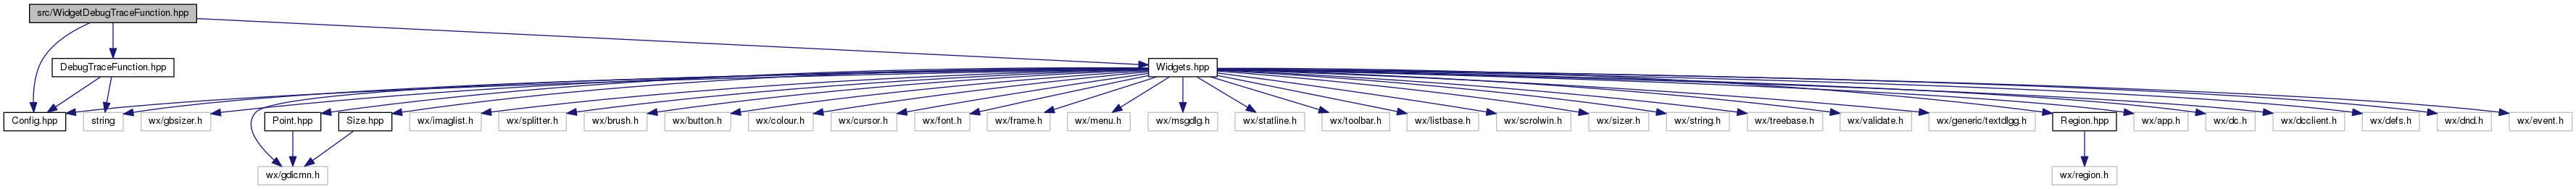 src/WidgetDebugTraceFunction.hpp
Widgets.hpp
DebugTraceFunction.hpp
Config.hpp
string
wx/gbsizer.h
Point.hpp
Size.hpp
wx/imaglist.h
wx/splitter.h
wx/brush.h
wx/button.h
wx/colour.h
wx/cursor.h
wx/font.h
wx/frame.h
wx/menu.h
wx/msgdlg.h
wx/statline.h
wx/toolbar.h
wx/listbase.h
wx/scrolwin.h
wx/sizer.h
wx/string.h
wx/treebase.h
wx/validate.h
wx/generic/textdlgg.h
Region.hpp
wx/app.h
wx/dc.h
wx/dcclient.h
wx/defs.h
wx/dnd.h
wx/event.h
wx/gdicmn.h
wx/region.h